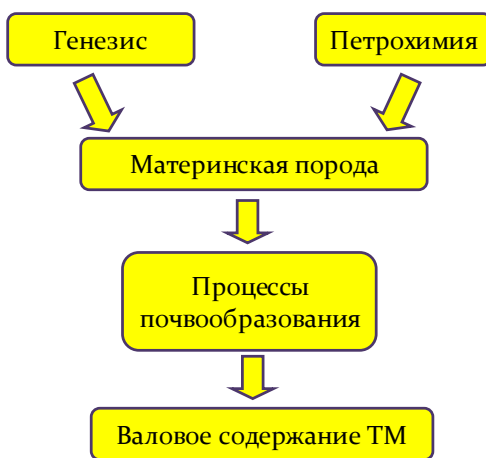 Генезис
Петрохимия
Материнская порода
Процессы
почвообразования
Валовое содержание ТМ